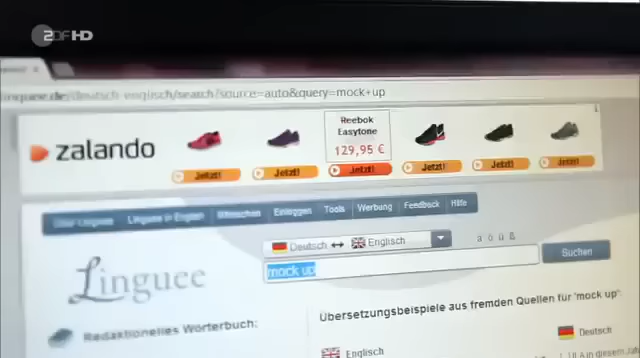 ZDF HD
linguee.de/deutsch-englisch/search?source=auto&query=mock+up
zalando
Reebok
Easytone
129,95 €
Jetzt! Jetzt! Jetzt! Jetzt! Jetzt! Jetzt!
Über Linguee Linguee in English Mitmachen Einloggen Tools Werbung Feedback Hilfe
Deutsch ↔ Englisch
ä ö ü ß
Linguee
mock up
Suchen
Redaktionelles Wörterbuch:
Übersetzungsbeispiele aus fremden Quellen für 'mock up':
Englisch
Deutsch